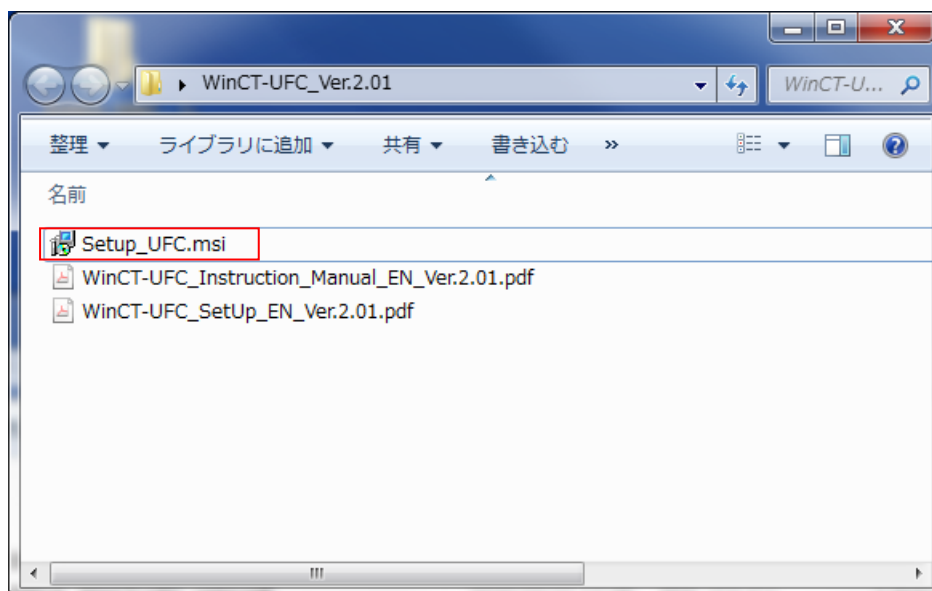 WinCT-UFC_Ver.2.01 WinCT-U...
整理 ライブラリに追加 共有 書き込む »
名前
Setup_UFC.msi
WinCT-UFC_Instruction_Manual_EN_Ver.2.01.pdf
WinCT-UFC_SetUp_EN_Ver.2.01.pdf